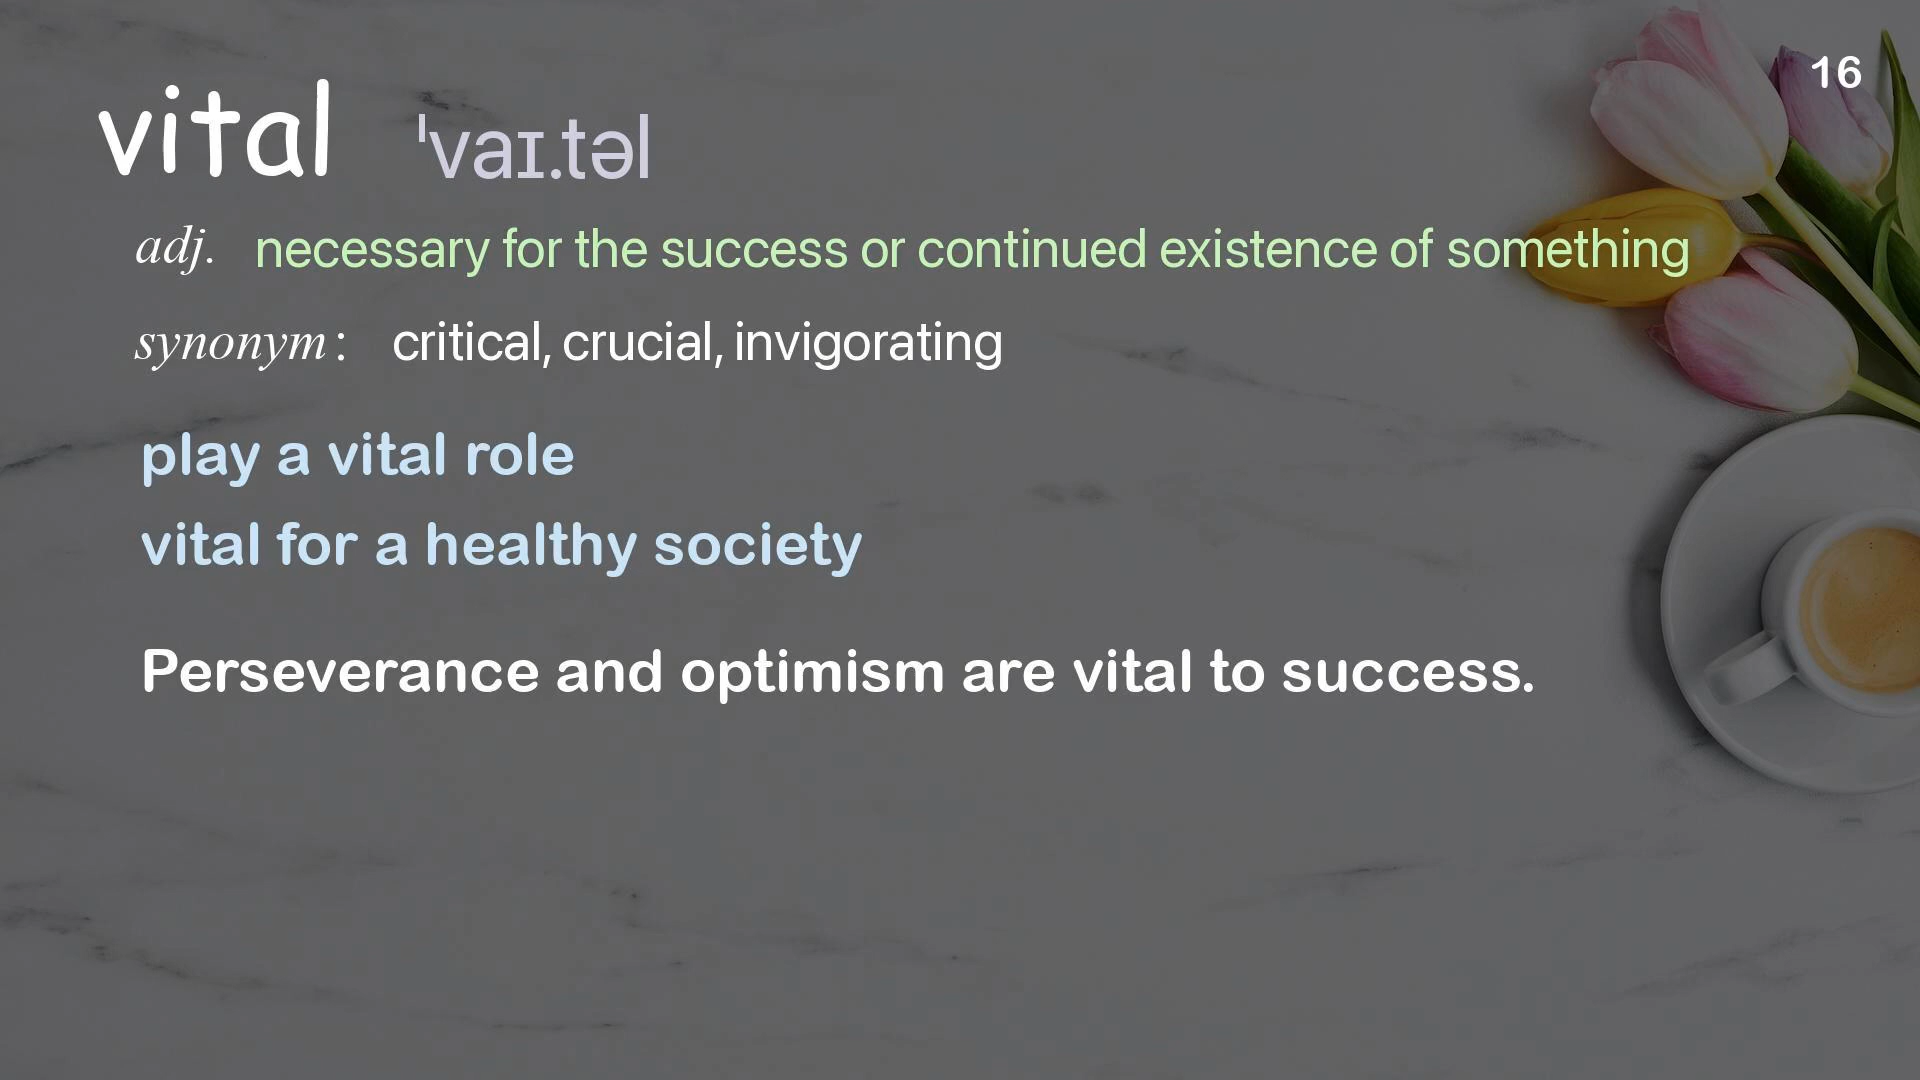 16
vital ˈvaɪ.təl
adj. necessary for the success or continued existence of something
synonym: critical, crucial, invigorating
play a vital role
vital for a healthy society
Perseverance and optimism are vital to success.